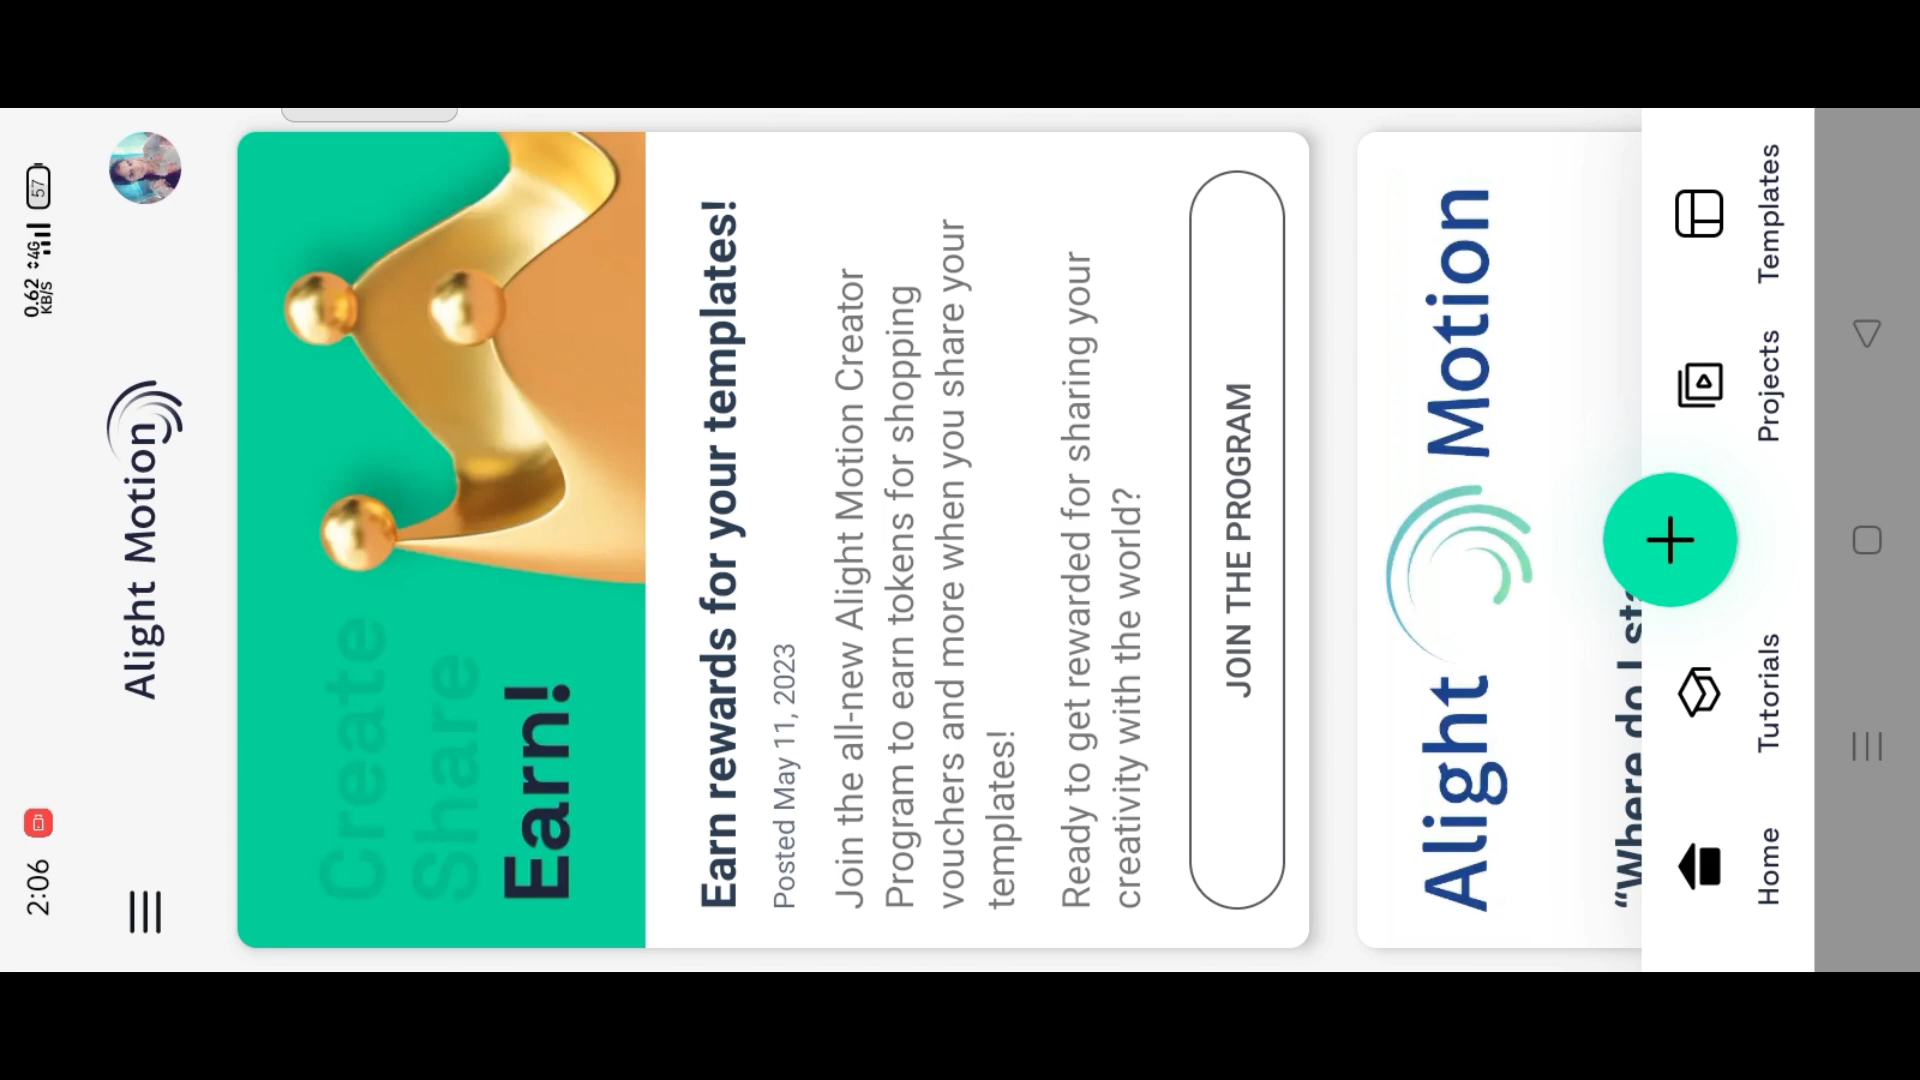 2:06
0.62 KB/S
4G
57
Alight Motion
Create
Share
Earn!
Earn rewards for your templates!
Posted May 11, 2023
Join the all-new Alight Motion Creator
Program to earn tokens for shopping
vouchers and more when you share your
templates!
Ready to get rewarded for sharing your
creativity with the world?
JOIN THE PROGRAM
Alight Motion
“Where do I
Home
Tutorials
Projects
Templates